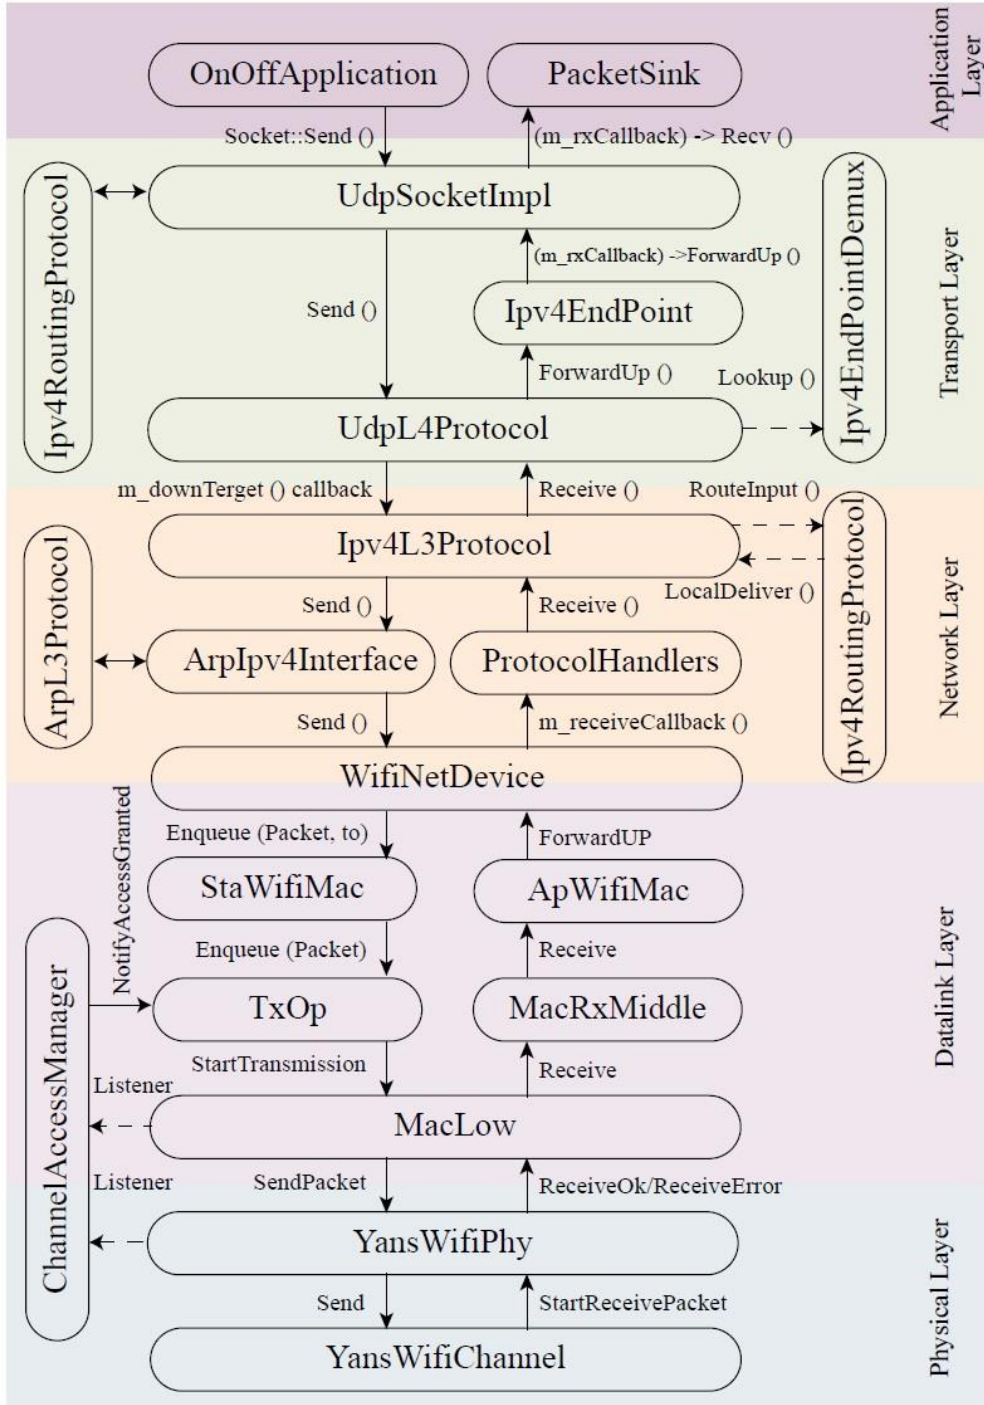 OnOffApplication
PacketSink
Application
Layer
Socket::Send ()
(m_rxCallback) -> Recv ()
Ipv4RoutingProtocol
UdpSocketImpl
Ipv4EndPointDemux
Transport Layer
(m_rxCallback) ->ForwardUp ()
Send ()
Ipv4EndPoint
ForwardUp ()
Lookup ()
UdpL4Protocol
m_downTerget () callback
Receive ()
RouteInput ()
Ipv4L3Protocol
Ipv4RoutingProtocol
Network Layer
ArpL3Protocol
Send ()
Receive ()
LocalDeliver ()
ArpIpv4Interface
ProtocolHandlers
Send ()
m_receiveCallback ()
WifiNetDevice
NotifyAccessGranted
Enqueue (Packet, to)
ForwardUP
StaWifiMac
ApWifiMac
Datalink Layer
Enqueue (Packet)
Receive
ChannelAccessManager
TxOp
MacRxMiddle
StartTransmission
Receive
Listener
MacLow
Listener
SendPacket
ReceiveOk/ReceiveError
YansWifiPhy
Physical Layer
Send
StartReceivePacket
YansWifiChannel